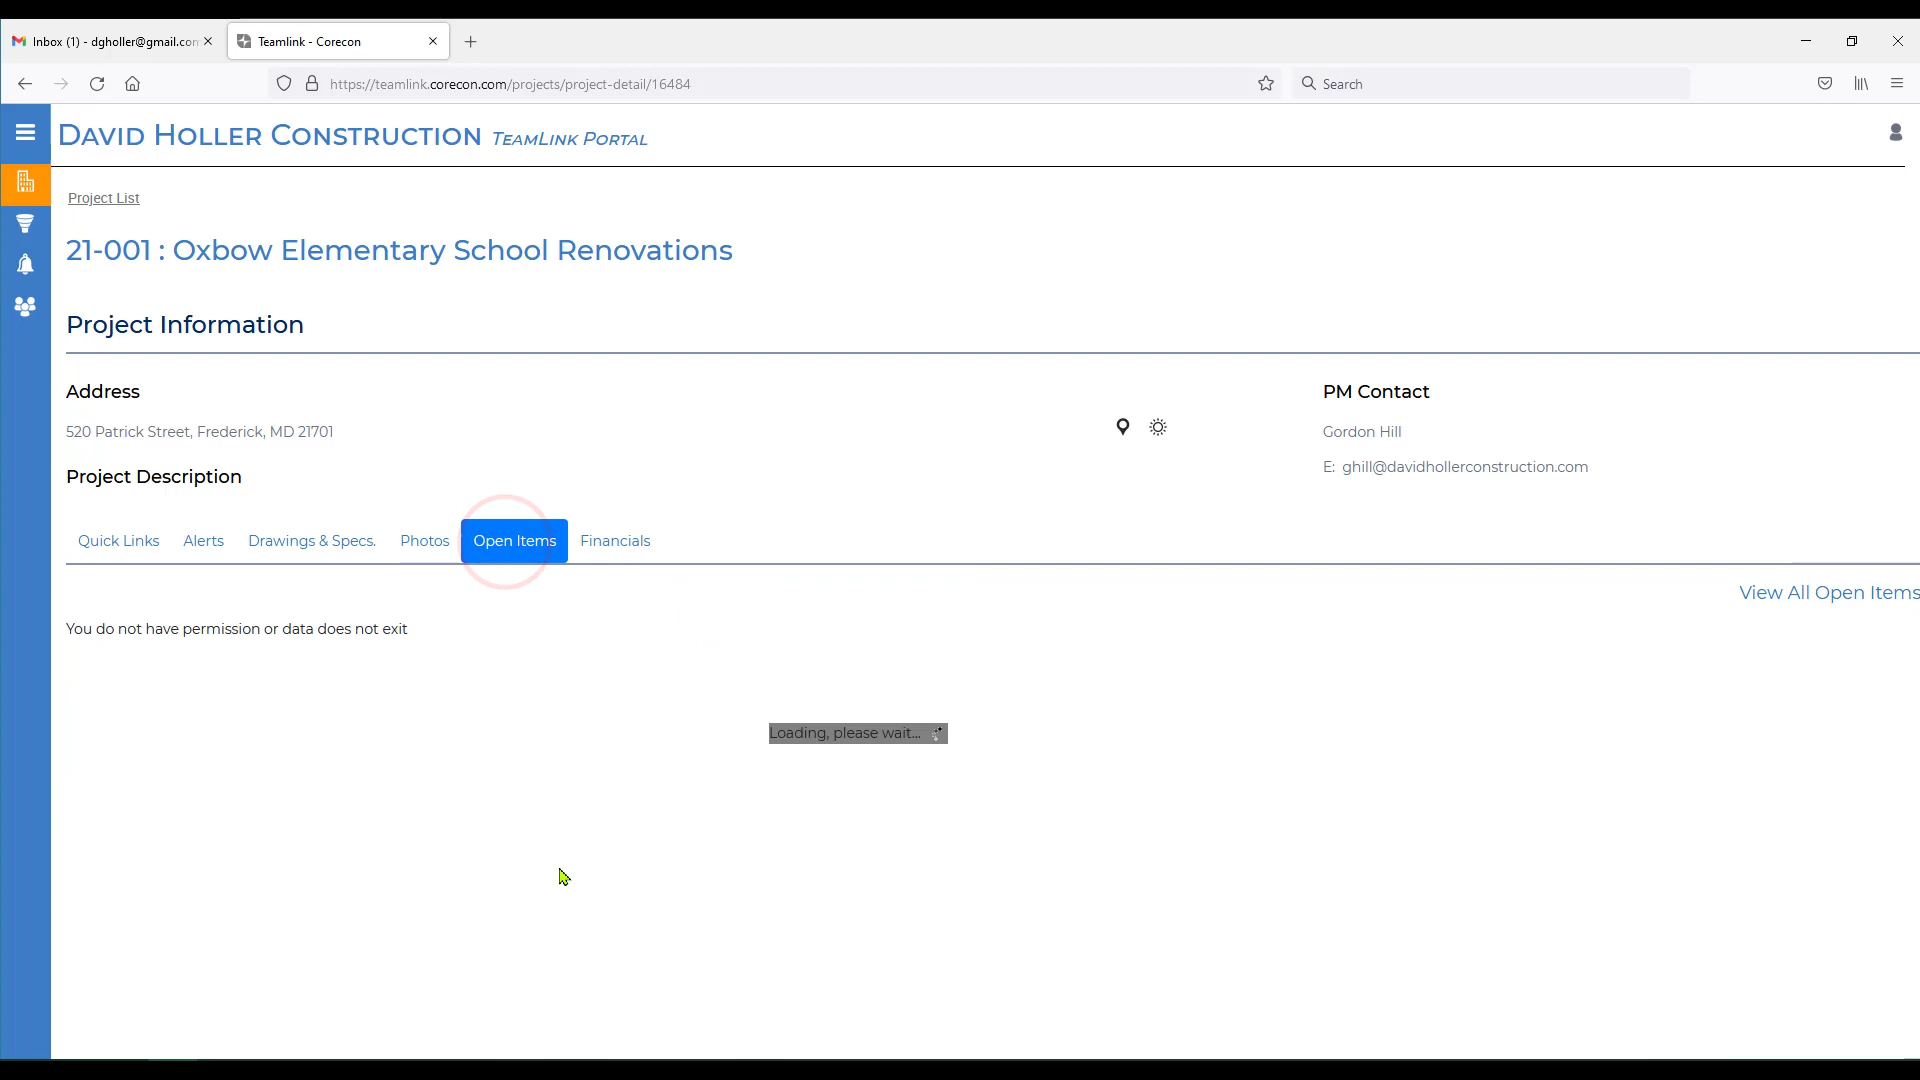 Inbox (1) - dgholler@gmail.com
Teamlink - Corecon
https://teamlink.corecon.com/projects/project-detail/16484
Search
David Holler Construction TeamLink Portal
Project List
21-001 : Oxbow Elementary School Renovations
Project Information
Address
PM Contact
520 Patrick Street, Frederick, MD 21701
Gordon Hill
E: ghill@davidhollerconstruction.com
Project Description
Quick Links Alerts Drawings & Specs. Photos Open Items Financials
View All Open Items
You do not have permission or data does not exit
Loading, please wait...